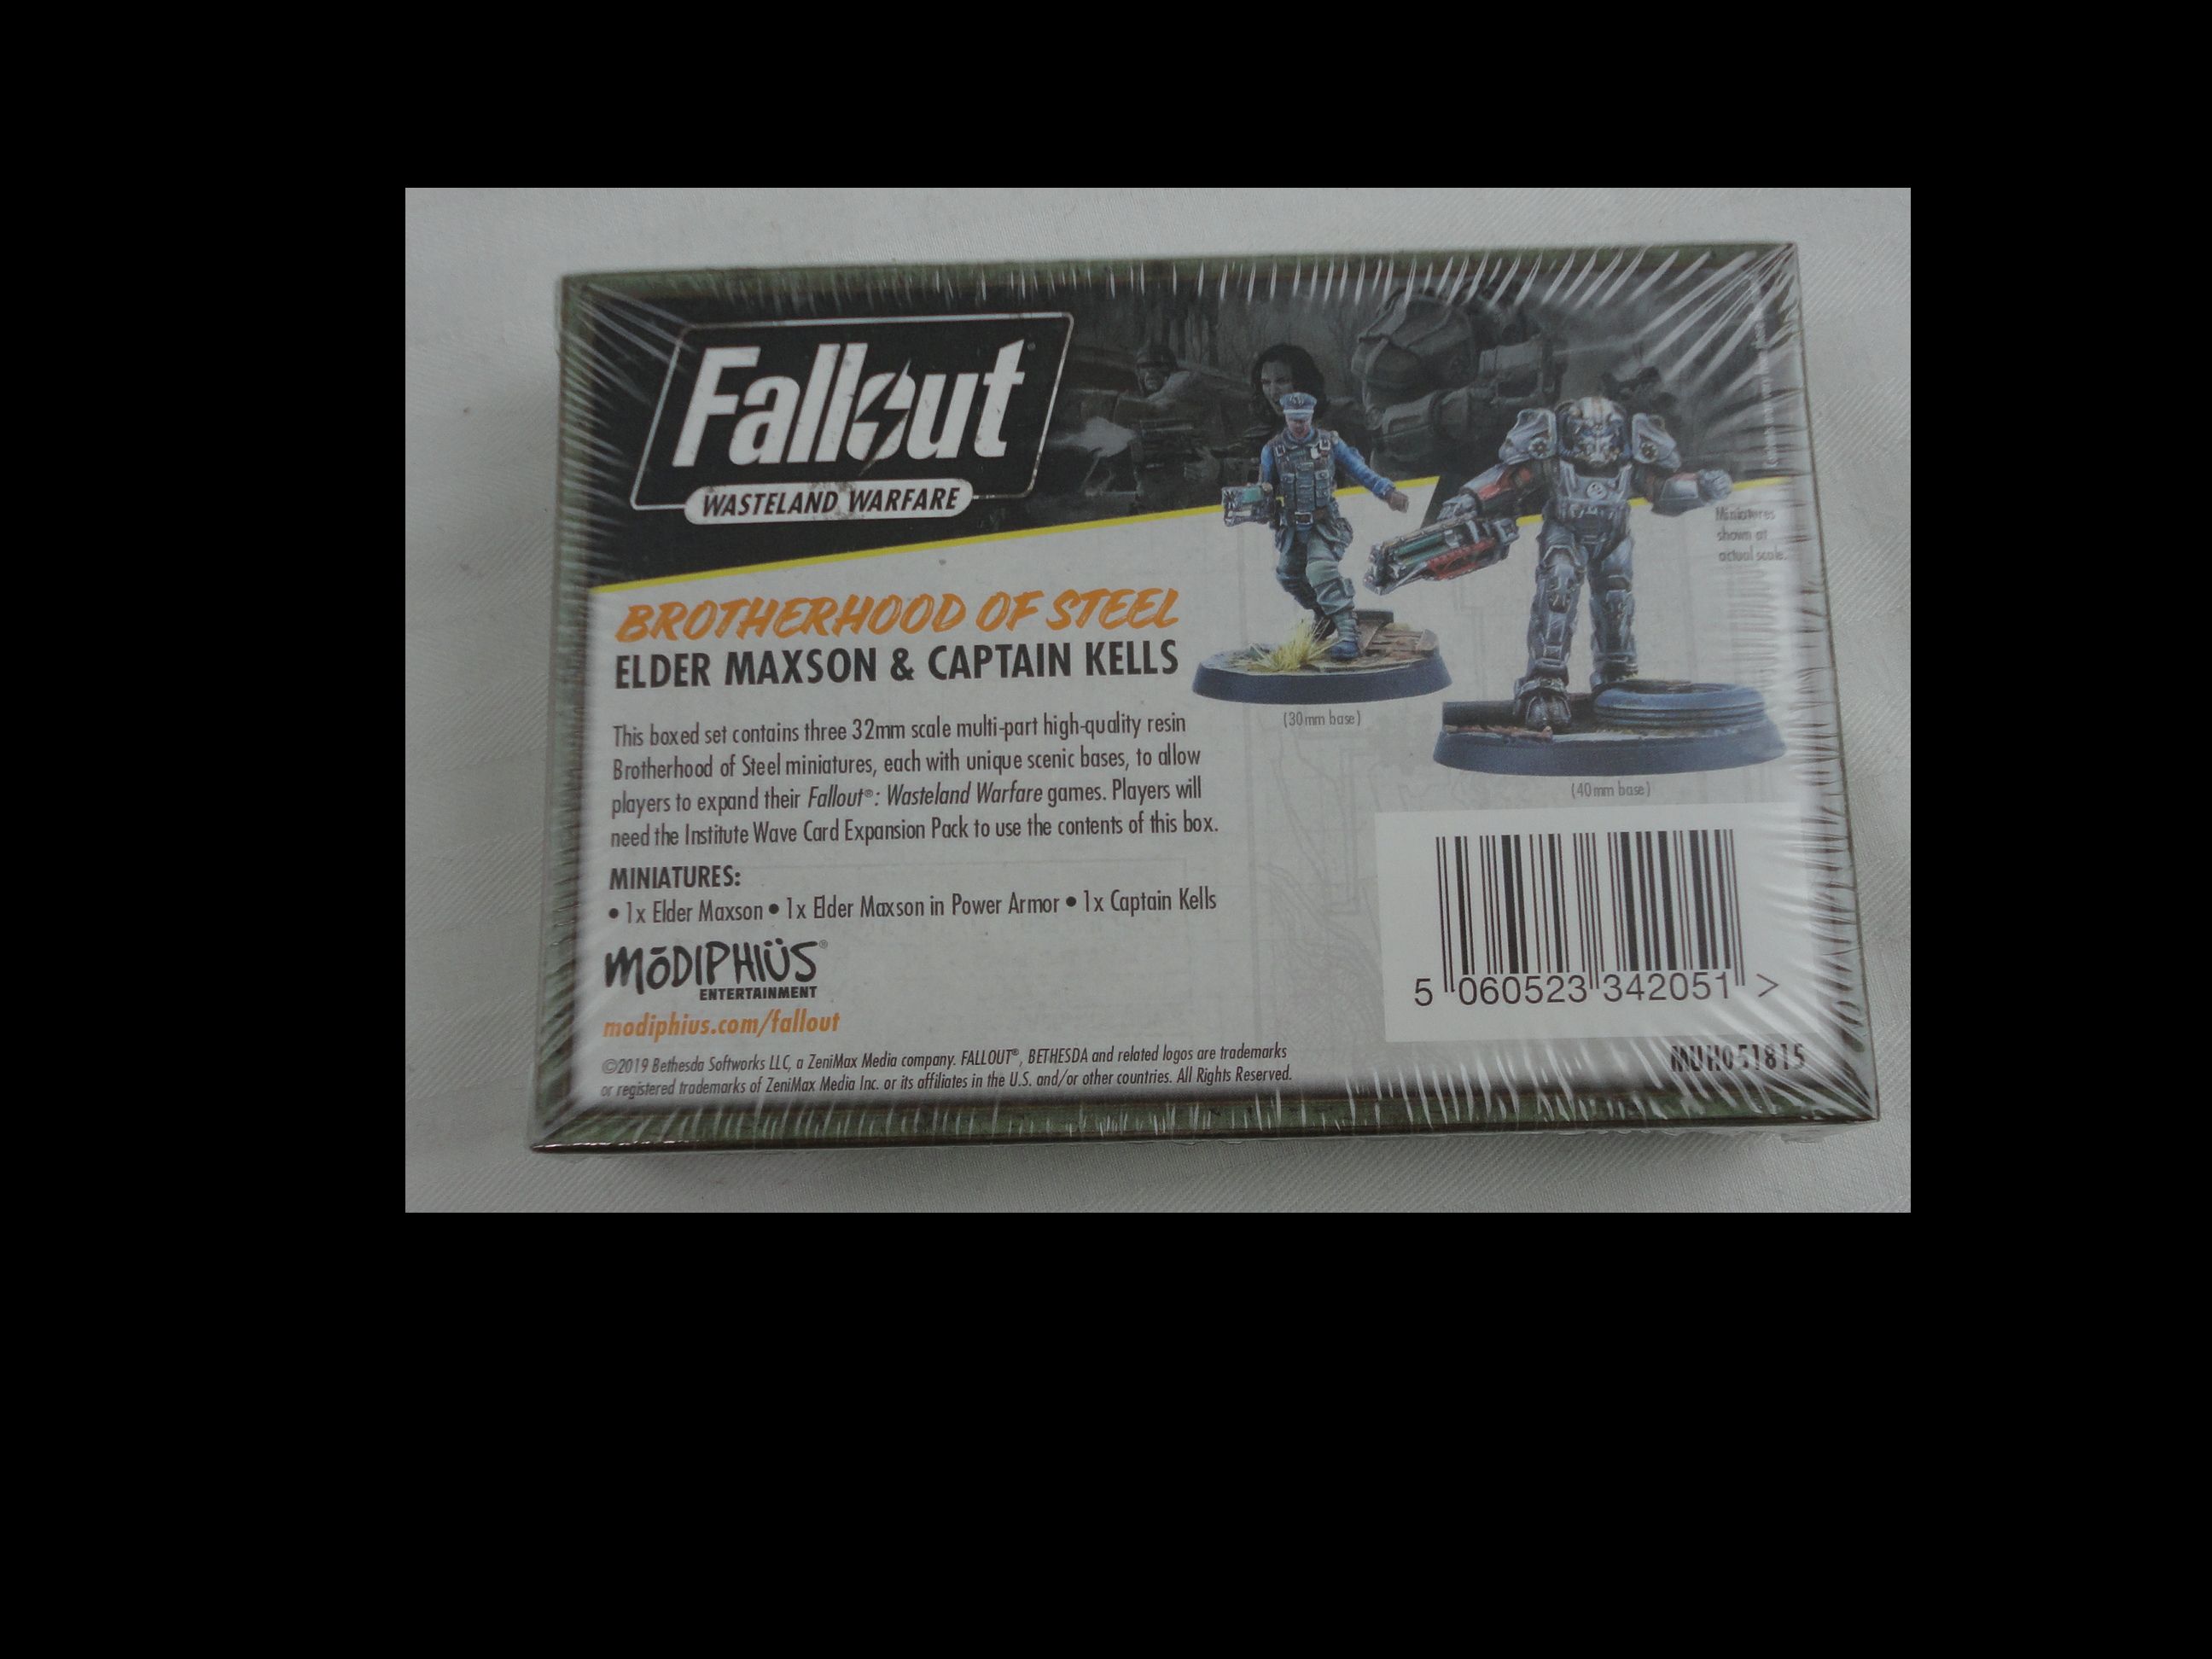 Fallout®
WASTELAND WARFARE
Miniatures
shown at
actual scale.
BROTHERHOOD OF STEEL
ELDER MAXSON & CAPTAIN KELLS
(30mm base)
(40mm base)
This boxed set contains three 32mm scale multi-part high-quality resin
Brotherhood of Steel miniatures, each with unique scenic bases, to allow
players to expand their Fallout®: Wasteland Warfare games. Players will
need the Institute Wave Card Expansion Pack to use the contents of this box.
MINIATURES:
• 1x Elder Maxson • 1x Elder Maxson in Power Armor • 1x Captain Kells
MōDIPHiÜS®
ENTERTAINMENT
modiphius.com/fallout
5 060523 342051 >
MUH051815
©2019 Bethesda Softworks LLC, a ZeniMax Media company. FALLOUT®, BETHESDA and related logos are trademarks
or registered trademarks of ZeniMax Media Inc. or its affiliates in the U.S. and/or other countries. All Rights Reserved.